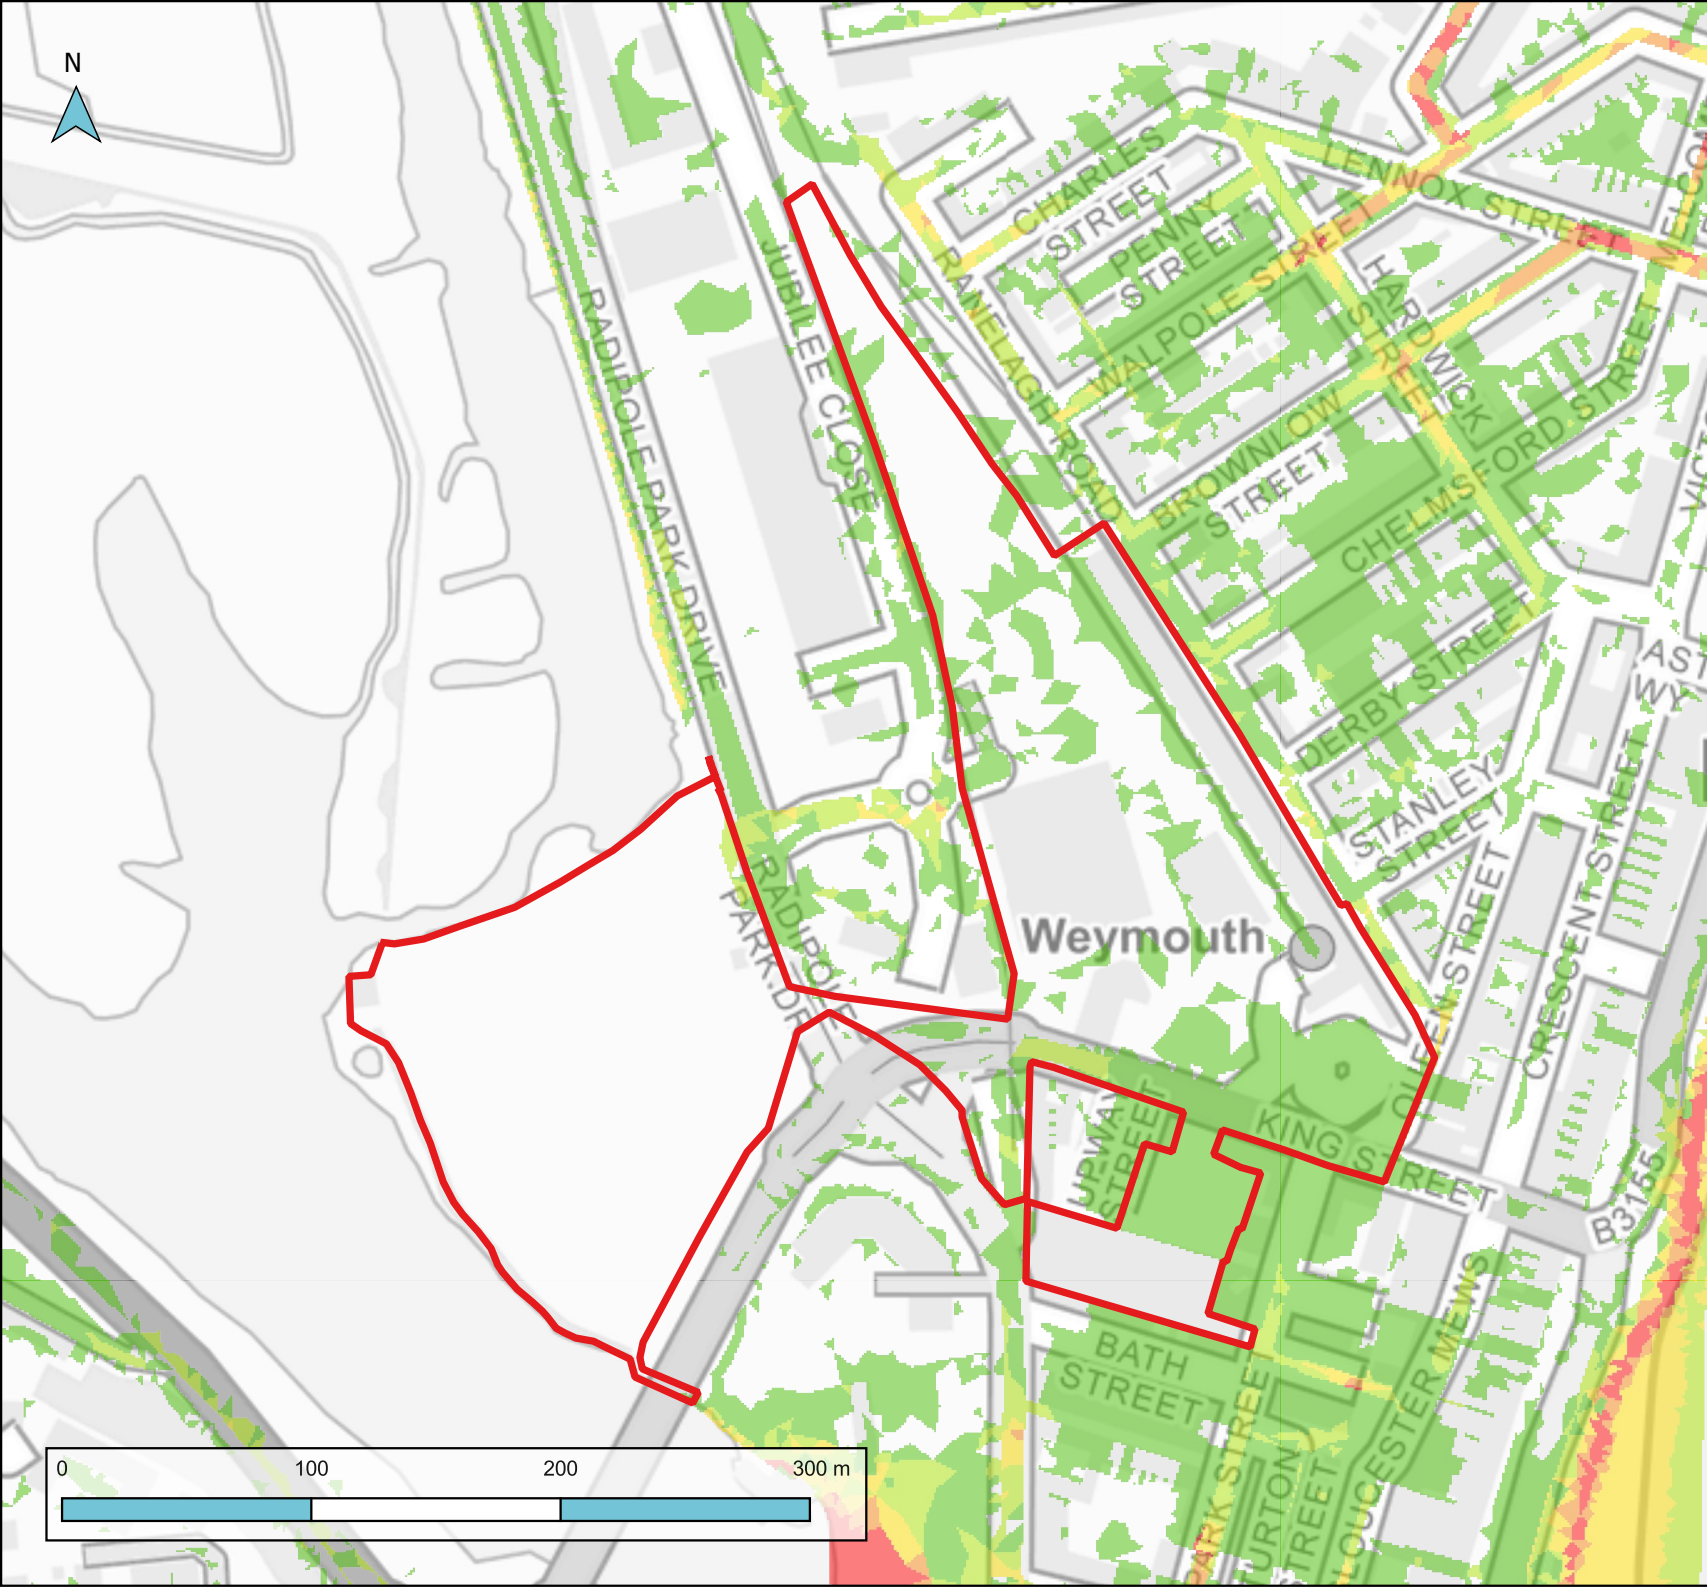 N
CHARLES
STREET
PENNY
STREET
LENNOX STREET
WALPOLE STREET
HARDWICK
STREET
JUBILEE CLOSE
RANELAGH ROAD
RADIPOLE PARK DRIVE
BROWNLOW
STREET
CHELMSFORD STREET
DERBY STREET
STANLEY
STREET
CRESCENT STREET
QUEEN STREET
Weymouth
RADIPOLE
PARK DR
UPWAY
STREET
KING STREET
B3155
BATH
STREET
PARK STREET
GLOUCESTER MEWS
0 100 200 300 m